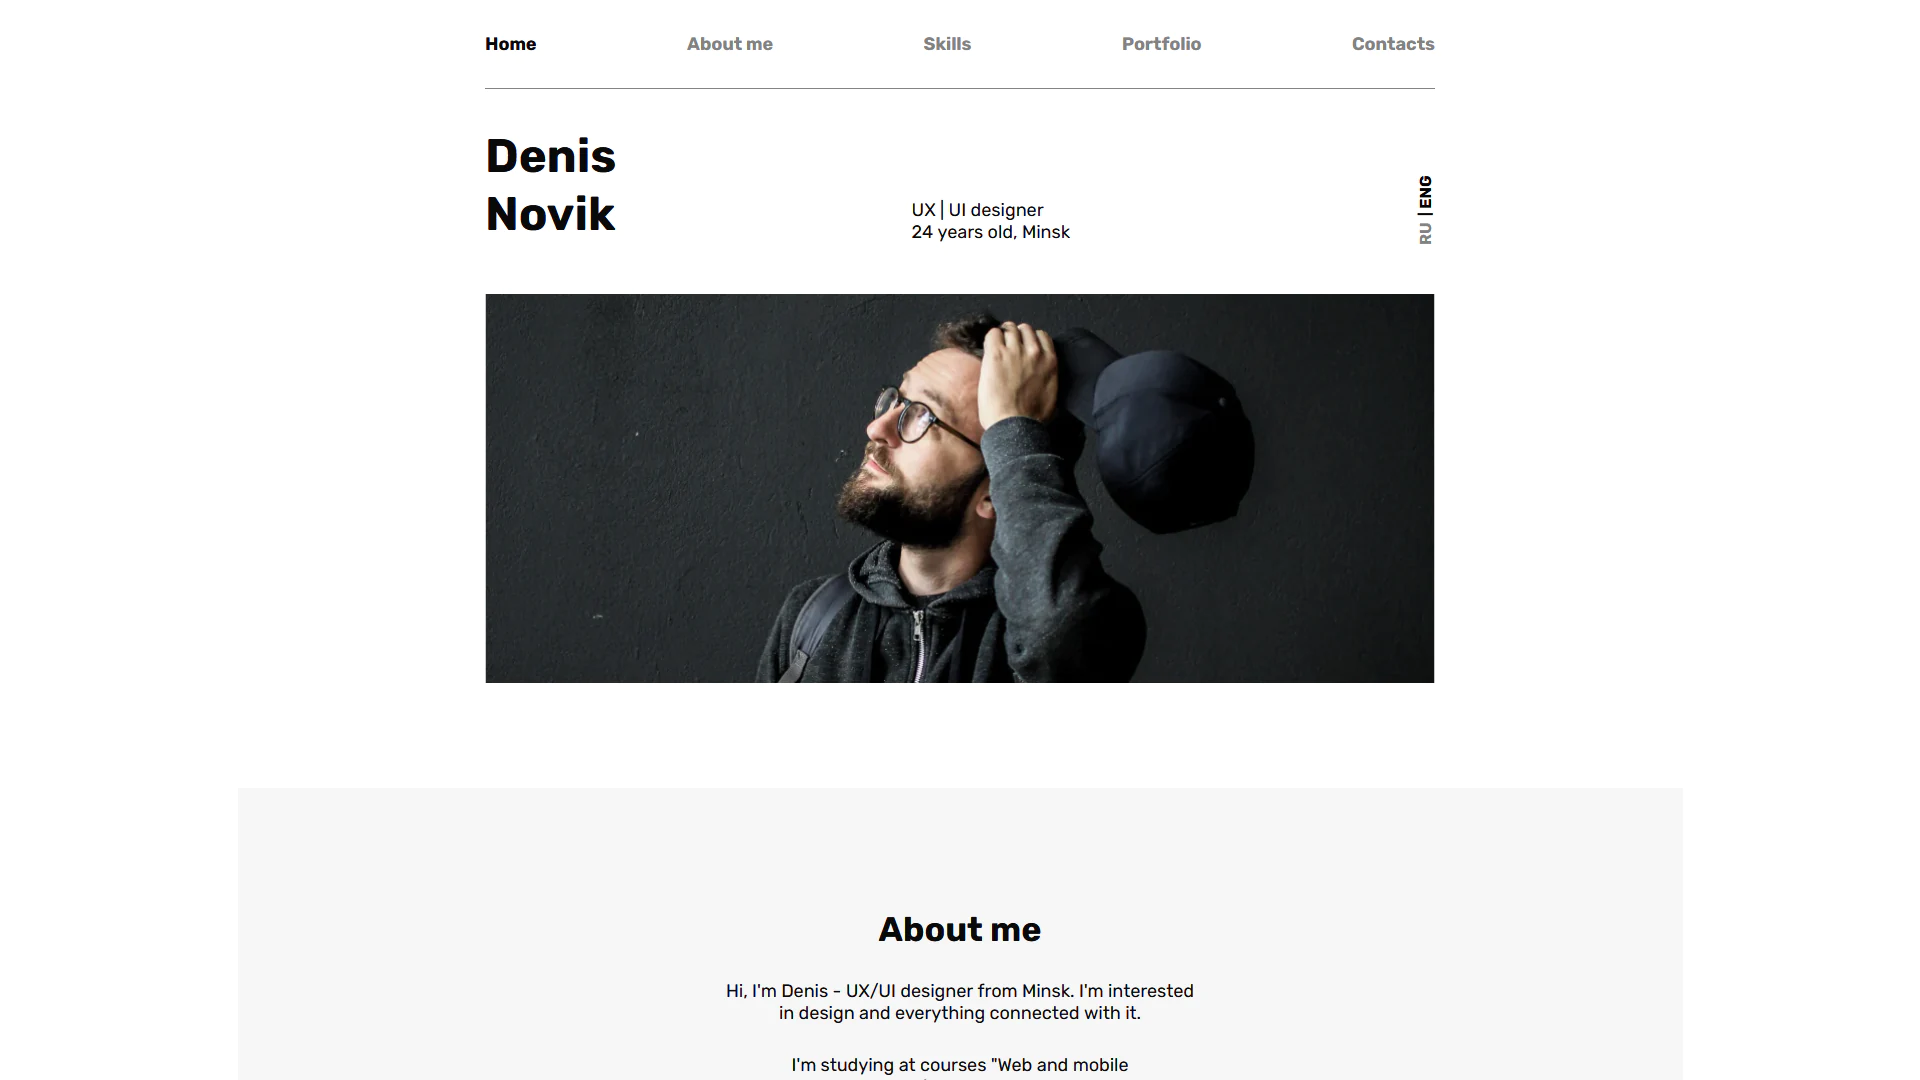 Home About me Skills Portfolio Contacts
Denis
Novik
UX | UI designer
24 years old, Minsk
RU | ENG
About me
Hi, I'm Denis - UX/UI designer from Minsk. I'm interested
in design and everything connected with it.
I'm studying at courses "Web and mobile